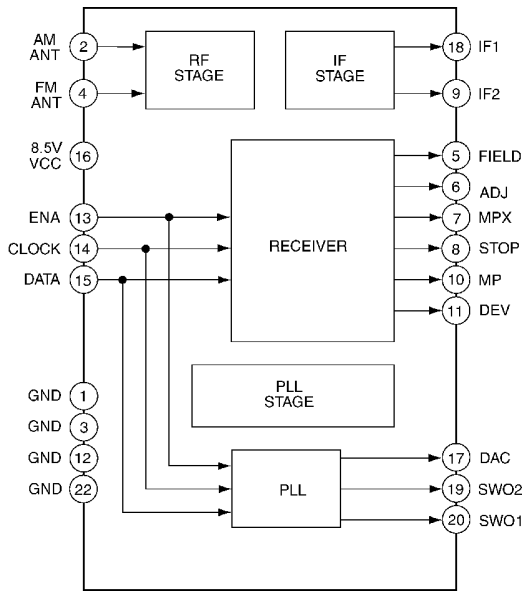 AM
ANT
2
RF
STAGE
IF
STAGE
18
IF1
FM
ANT
4
9
IF2
8.5V
VCC
16
5
FIELD
6
ADJ
ENA
13
7
MPX
CLOCK
14
RECEIVER
8
STOP
DATA
15
10
MP
11
DEV
PLL
STAGE
GND
1
GND
3
GND
12
GND
22
PLL
17
DAC
19
SWO2
20
SWO1